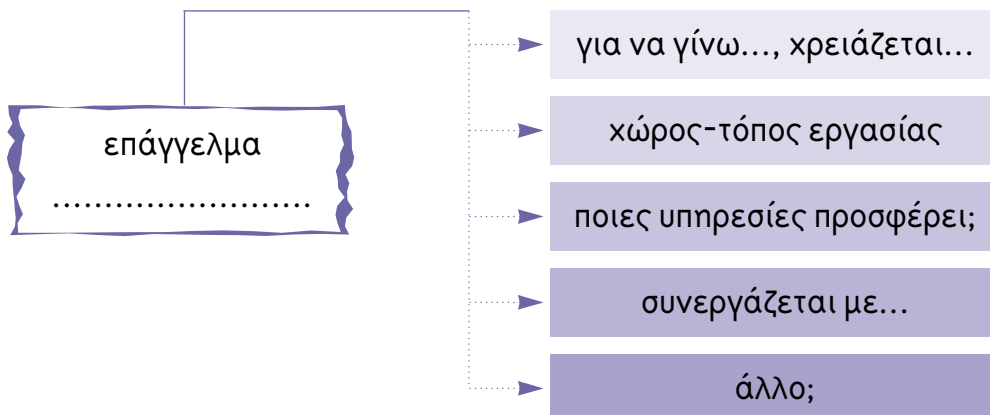 επάγγελμα
.........................
για να γίνω..., χρειάζεται...
χώρος-τόπος εργασίας
ποιες υπηρεσίες προσφέρει;
συνεργάζεται με...
άλλο;